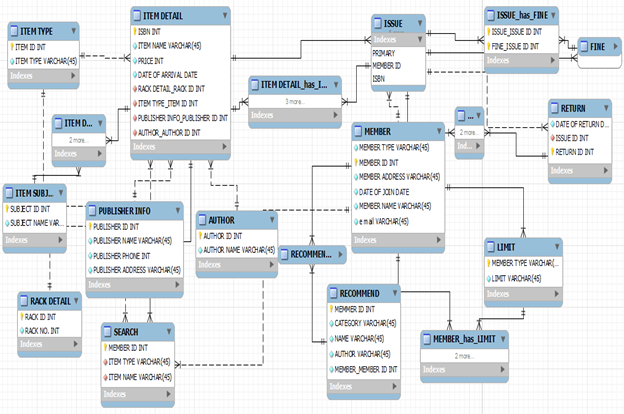 ITEM TYPE
ITEM ID INT
ITEM TYPE VARCHAR(45)
Indexes
ITEM DETAIL
ISBN INT
ITEM NAME VARCHAR(45)
PRICE INT
DATE OF ARRIVAL DATE
RACK DETAIL_RACK ID INT
ITEM TYPE_ITEM ID INT
PUBLISHER INFO_PUBLISHER ID INT
AUTHOR_AUTHOR ID INT
Indexes
ISSUE
Indexes
PRIMARY
MEMBER ID
ISBN
ISSUE_has_FINE
ISSUE_ISSUE ID INT
FINE_ISSUE ID INT
Indexes
FINE
ITEM DETAIL_has_I...
3 more...
Indexes
ITEM D...
2 more...
Indexes
...
2 more...
Ind...
RETURN
DATE OF RETURN D...
ISSUE ID INT
RETURN ID INT
Indexes
MEMBER
MEMBER TYPE VARCHAR(45)
MEMBER ID INT
MEMBER ADDRESS VARCHAR(45)
DATE OF JOIN DATE
MEMBER NAME VARCHAR(45)
e mail VARCHAR(45)
Indexes
ITEM SUBJ...
SUBJECT ID INT
SUBJECT NAME VAR...
Indexes
PUBLISHER INFO
PUBLISHER ID INT
PUBLISHER NAME VARCHAR(45)
PUBLISHER PHONE INT
PUBLISHER ADDRESS VARCHAR(45)
Indexes
AUTHOR
AUTHOR ID INT
AUTHOR NAME VARCHAR(45)
Indexes
RECOMMEN...
LIMIT
MEMBER TYPE VARCHAR(...
LIMIT VARCHAR(45)
Indexes
RACK DETAIL
RACK ID INT
RACK NO. INT
Indexes
SEARCH
MEMBER ID INT
ITEM TYPE VARCHAR(45)
ITEM NAME VARCHAR(45)
Indexes
RECOMMEND
MEMMER ID INT
CATEGORY VARCHAR(45)
NAME VARCHAR(45)
AUTHOR VARCHAR(45)
MEMBER_MEMBER ID INT
Indexes
MEMBER_has_LIMIT
2 more...
Indexes